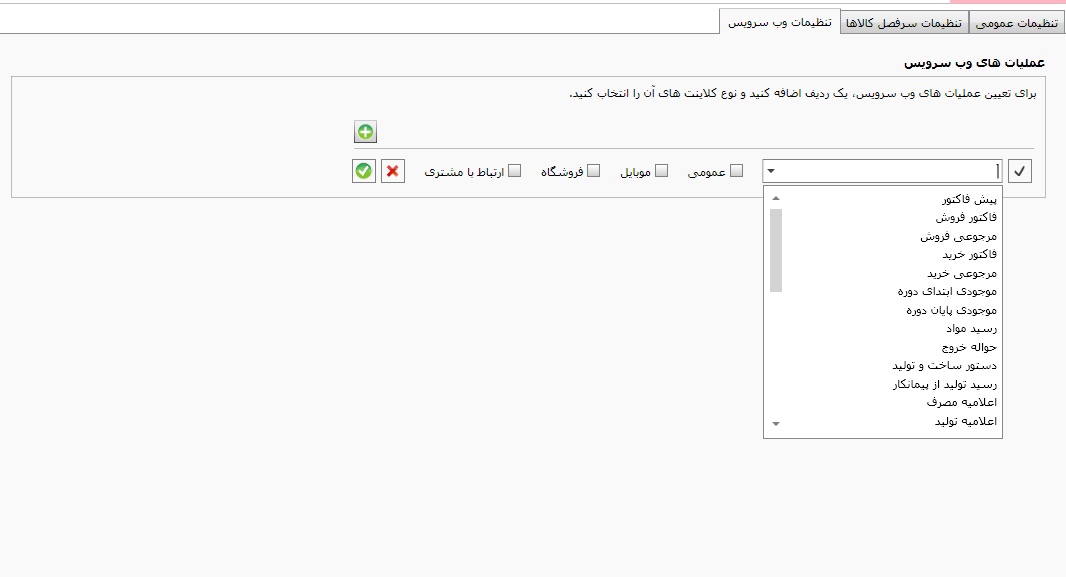 تنظیمات عمومی
تنظیمات سرفصل کالاها
تنظیمات وب سرویس
عملیات های وب سرویس
برای تعیین عملیات های وب سرویس، یک ردیف اضافه کنید و نوع کلاینت های آن را انتخاب کنید.
عمومی
موبایل
فروشگاه
ارتباط با مشتری
پیش فاکتور
فاکتور فروش
مرجوعی فروش
فاکتور خرید
مرجوعی خرید
موجودی ابتدای دوره
موجودی پایان دوره
رسید مواد
حواله خروج
دستور ساخت و تولید
رسید تولید از پیمانکار
اعلامیه مصرف
اعلامیه تولید